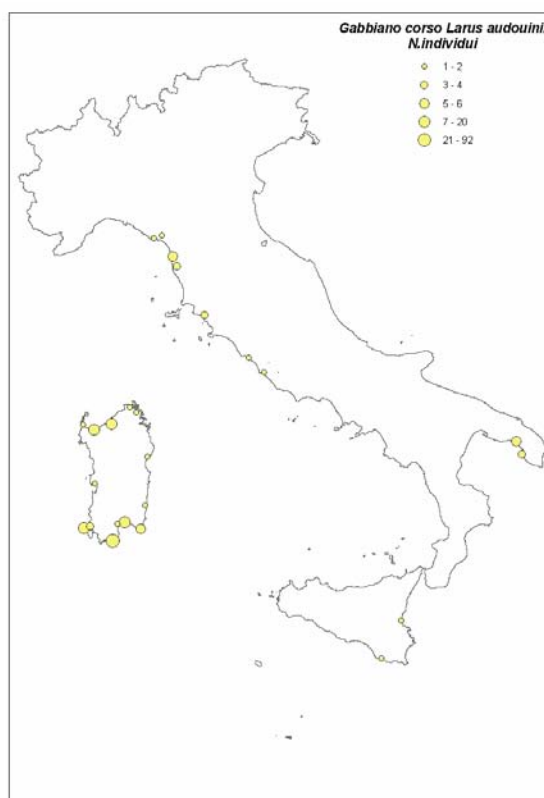 Gabbiano corso Larus audouinii
N.individui
1 - 2
3 - 4
5 - 6
7 - 20
21 - 92